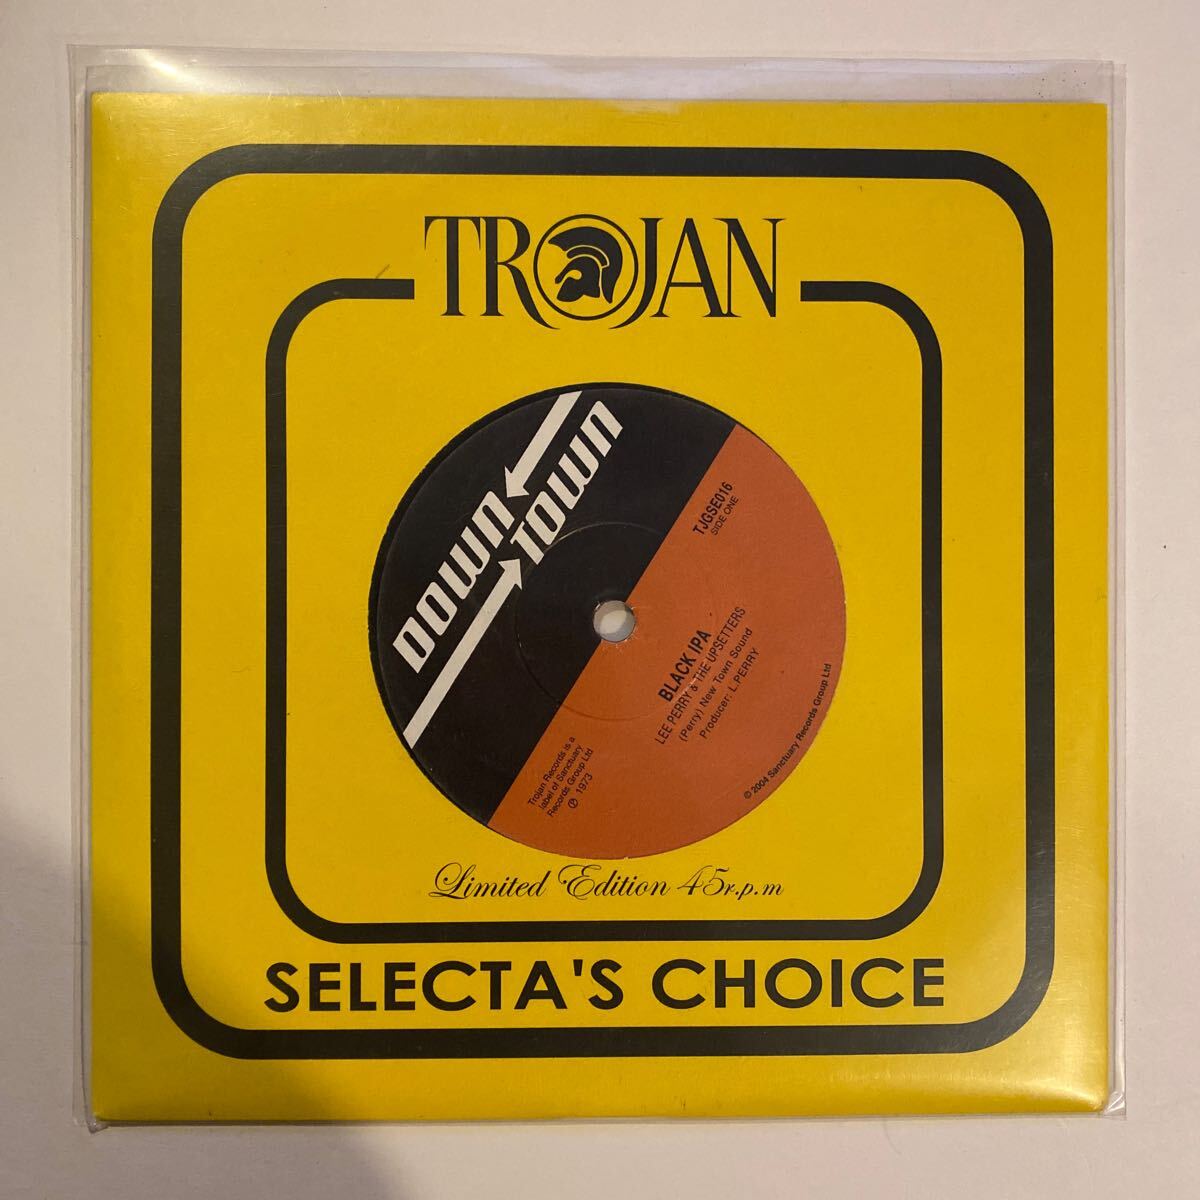 TROJAN
DOWN
TOWN
TJGSE016
SIDE ONE
BLACK IPA
LEE PERRY & THE UPSETTERS
(Perry) New Town Sound
Producer: L.PERRY
Trojan Records is a
label of Sanctuary
Records Group Ltd
℗ 1973
© 2004 Sanctuary Records Group Ltd
Limited Edition 45r.p.m
SELECTA'S CHOICE